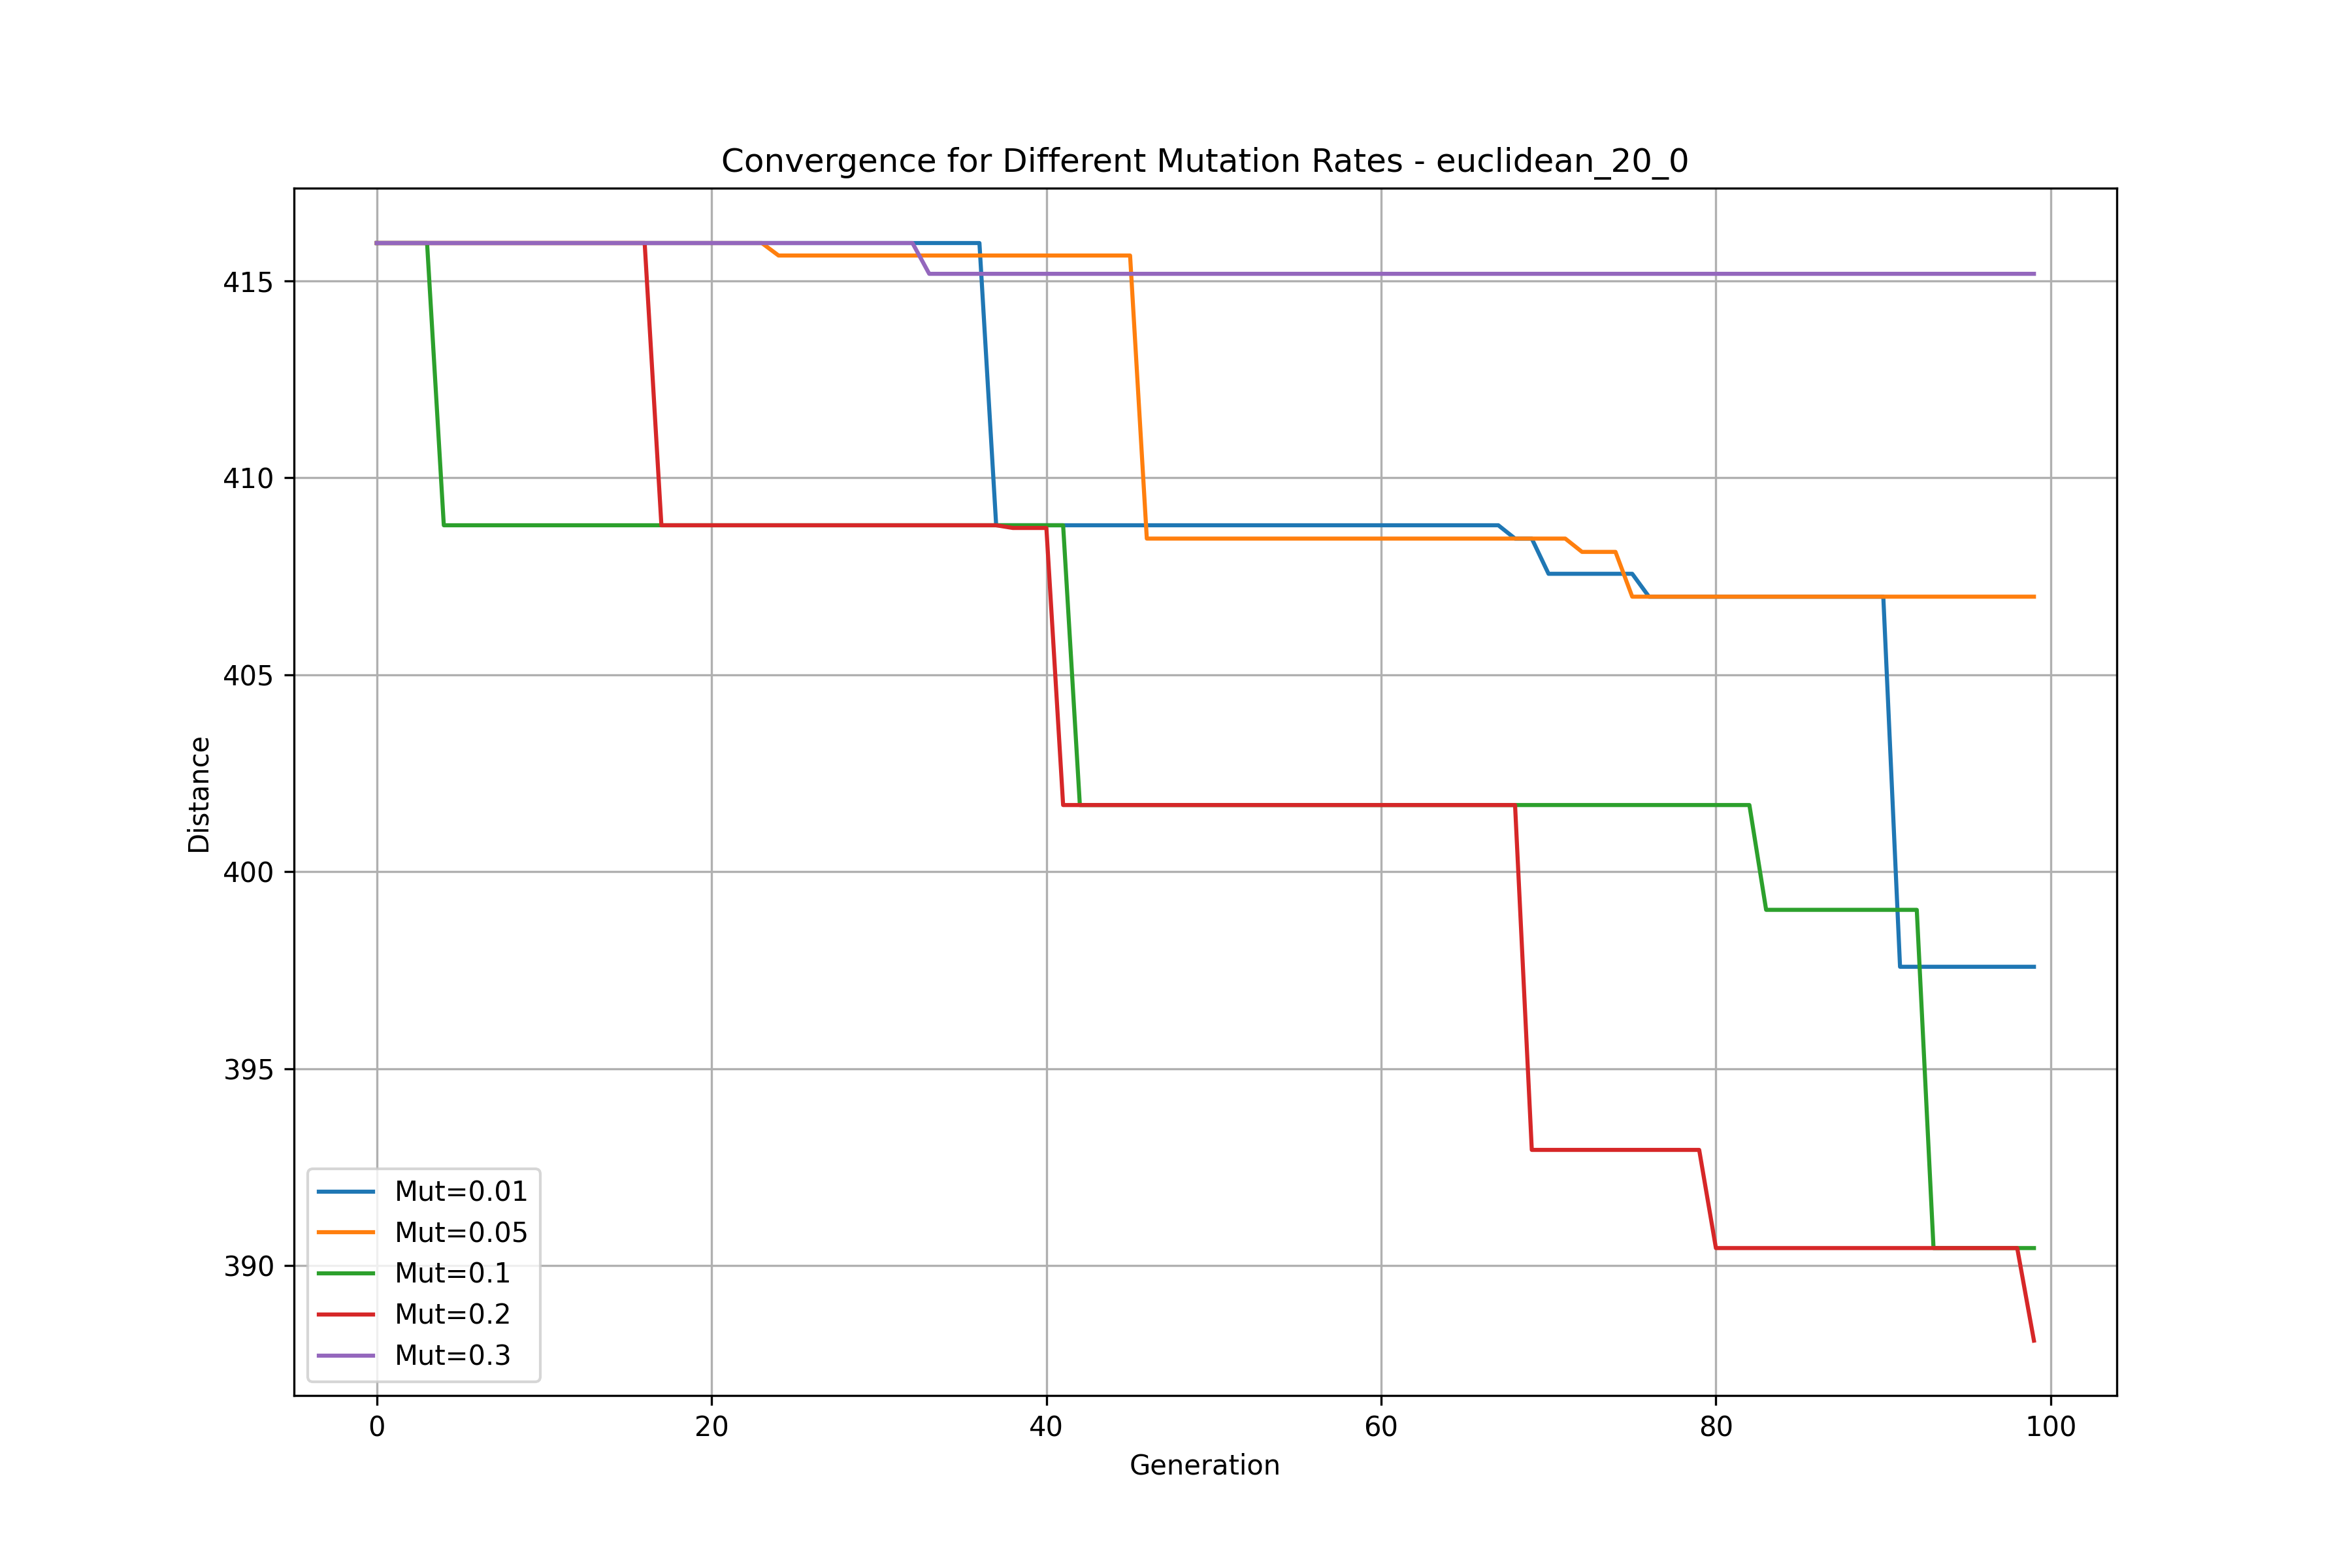 Convergence for Different Mutation Rates - euclidean_20_0
415
410
405
400
395
390
Distance
Mut=0.01
Mut=0.05
Mut=0.1
Mut=0.2
Mut=0.3
0 20 40 60 80 100
Generation